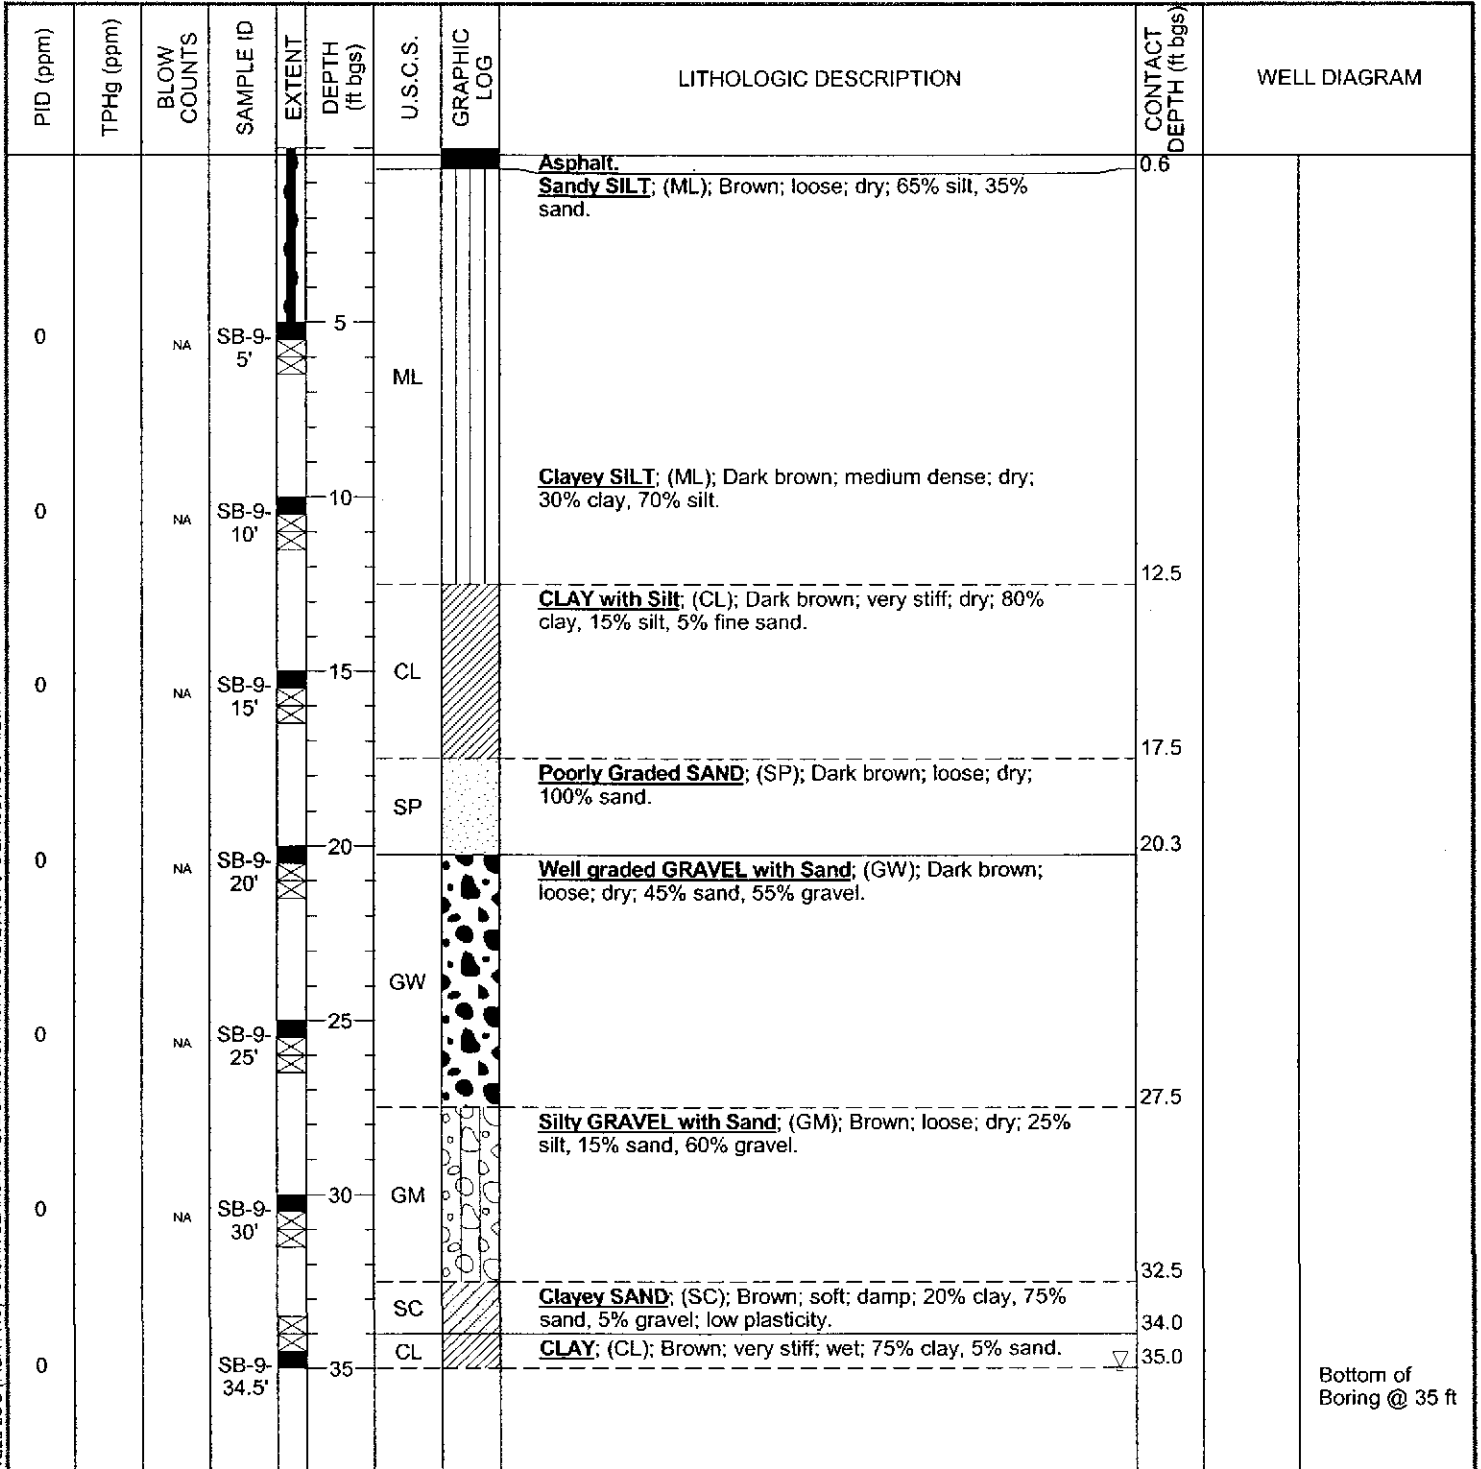 PID (ppm)
TPHg (ppm)
BLOW
COUNTS
SAMPLE ID
EXTENT
DEPTH
(ft bgs)
U.S.C.S.
GRAPHIC
LOG
LITHOLOGIC DESCRIPTION
CONTACT
DEPTH (ft bgs)
WELL DIAGRAM
Asphalt.
0.6
Sandy SILT; (ML); Brown; loose; dry; 65% silt, 35%
sand.
5
0
NA
SB-9-
5'
ML
Clayey SILT; (ML); Dark brown; medium dense; dry;
30% clay, 70% silt.
10
0
NA
SB-9-
10'
12.5
CLAY with Silt; (CL); Dark brown; very stiff; dry; 80%
clay, 15% silt, 5% fine sand.
15
CL
0
NA
SB-9-
15'
17.5
Poorly Graded SAND; (SP); Dark brown; loose; dry;
100% sand.
SP
20
20.3
0
NA
SB-9-
20'
Well graded GRAVEL with Sand; (GW); Dark brown;
loose; dry; 45% sand, 55% gravel.
GW
25
0
NA
SB-9-
25'
27.5
Silty GRAVEL with Sand; (GM); Brown; loose; dry; 25%
silt, 15% sand, 60% gravel.
30
GM
0
NA
SB-9-
30'
32.5
Clayey SAND; (SC); Brown; soft; damp; 20% clay, 75%
sand, 5% gravel; low plasticity.
SC
34.0
CL
CLAY; (CL); Brown; very stiff; wet; 75% clay, 5% sand.
35.0
35
0
SB-9-
34.5'
Bottom of
Boring @ 35 ft